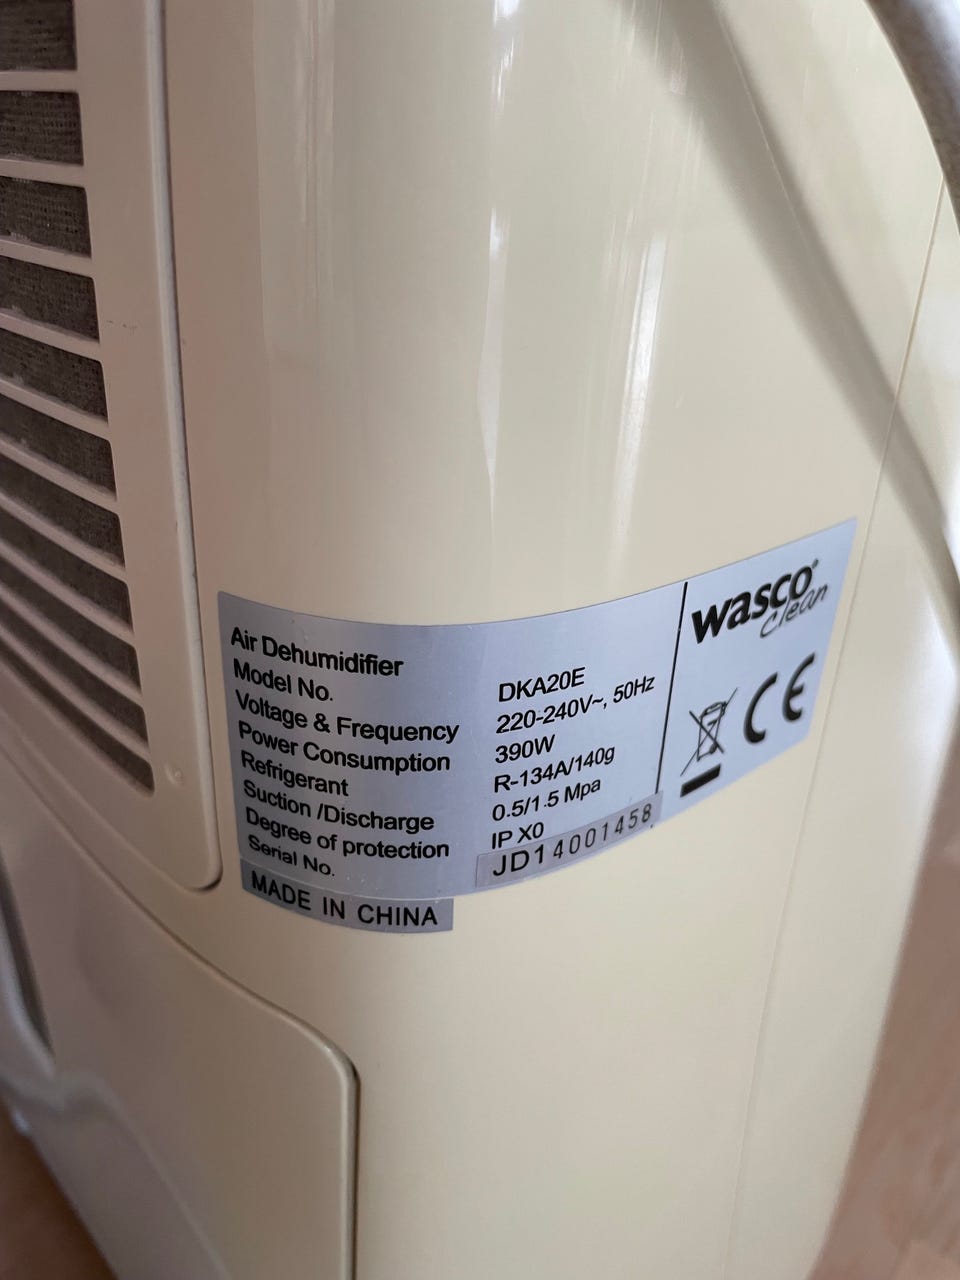 Air Dehumidifier
Model No. DKA20E
Voltage & Frequency 220-240V~, 50Hz
Power Consumption 390W
Refrigerant R-134A/140g
Suction /Discharge 0.5/1.5 Mpa
Degree of protection IP X0
Serial No. JD14001458
MADE IN CHINA
wasco®
clean
CE